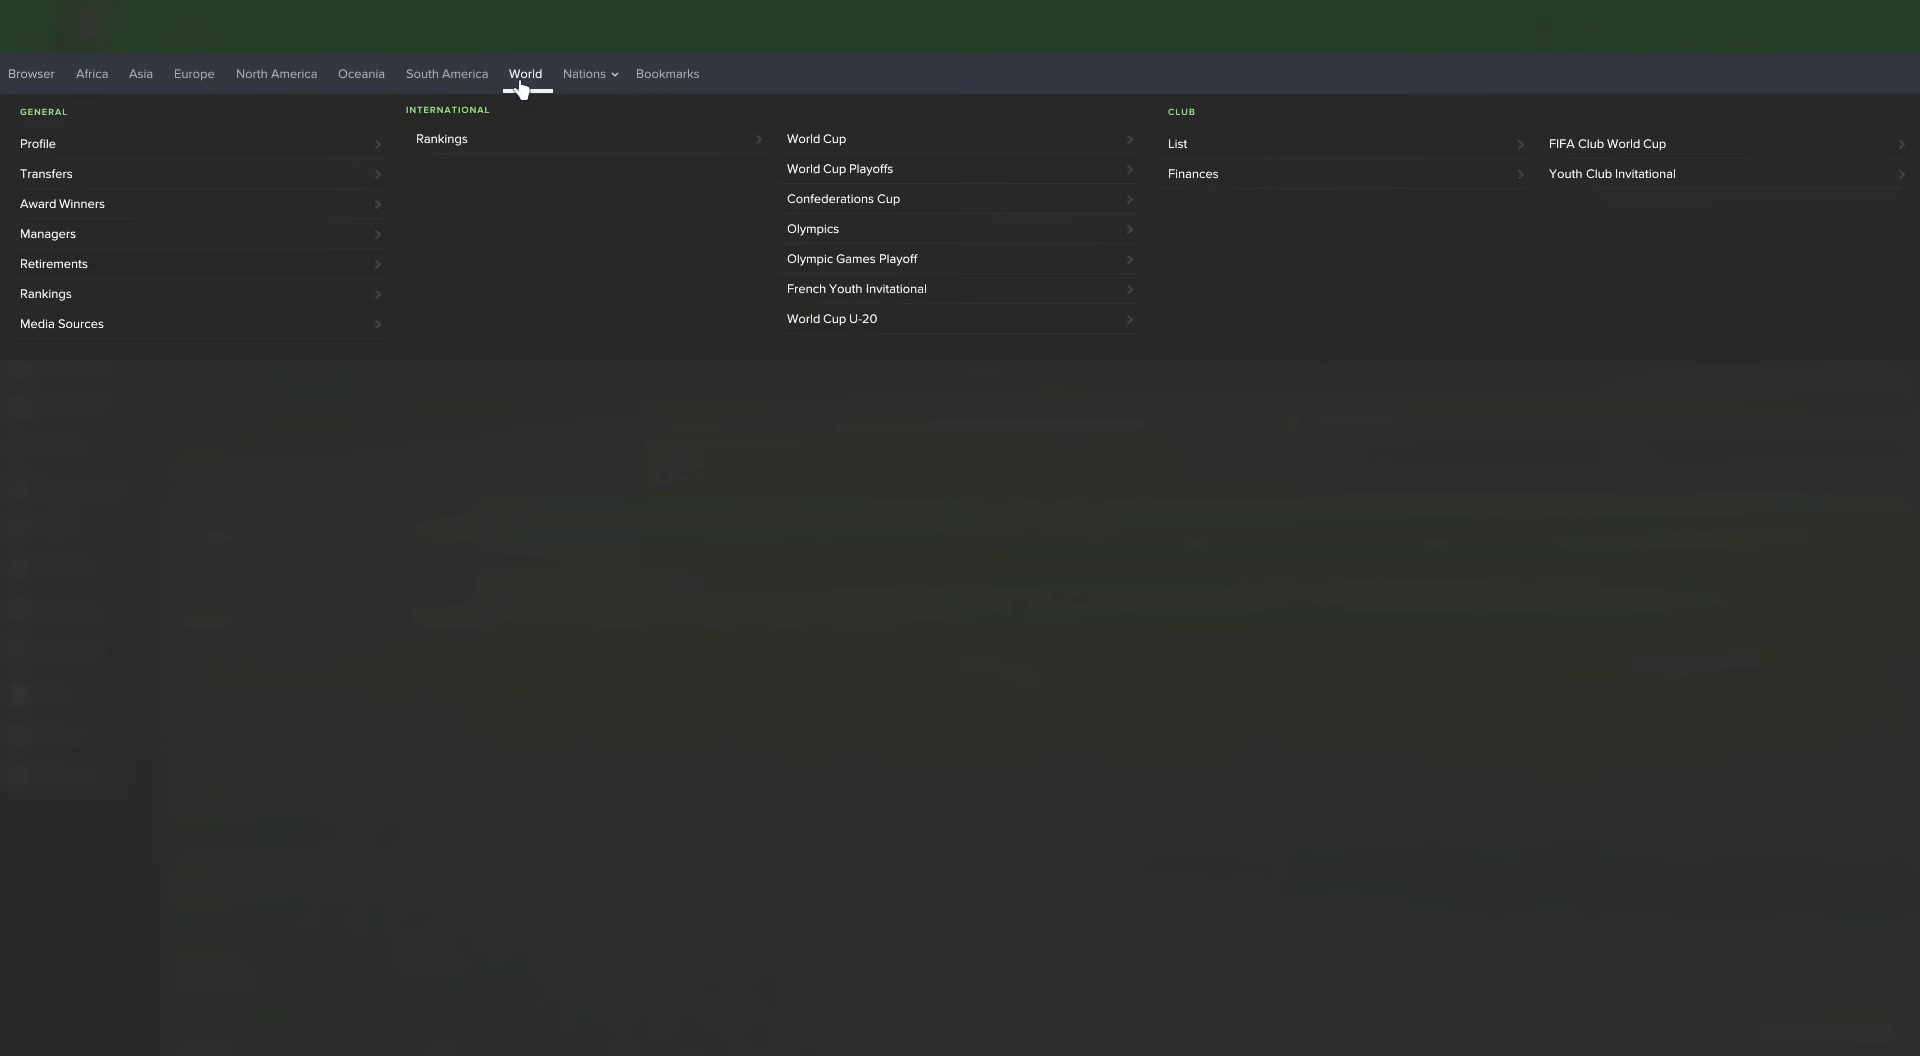 Browser Africa Asia Europe North America Oceania South America World Nations Bookmarks
GENERAL
Profile
Transfers
Award Winners
Managers
Retirements
Rankings
Media Sources
INTERNATIONAL
Rankings
World Cup
World Cup Playoffs
Confederations Cup
Olympics
Olympic Games Playoff
French Youth Invitational
World Cup U-20
CLUB
List
Finances
FIFA Club World Cup
Youth Club Invitational